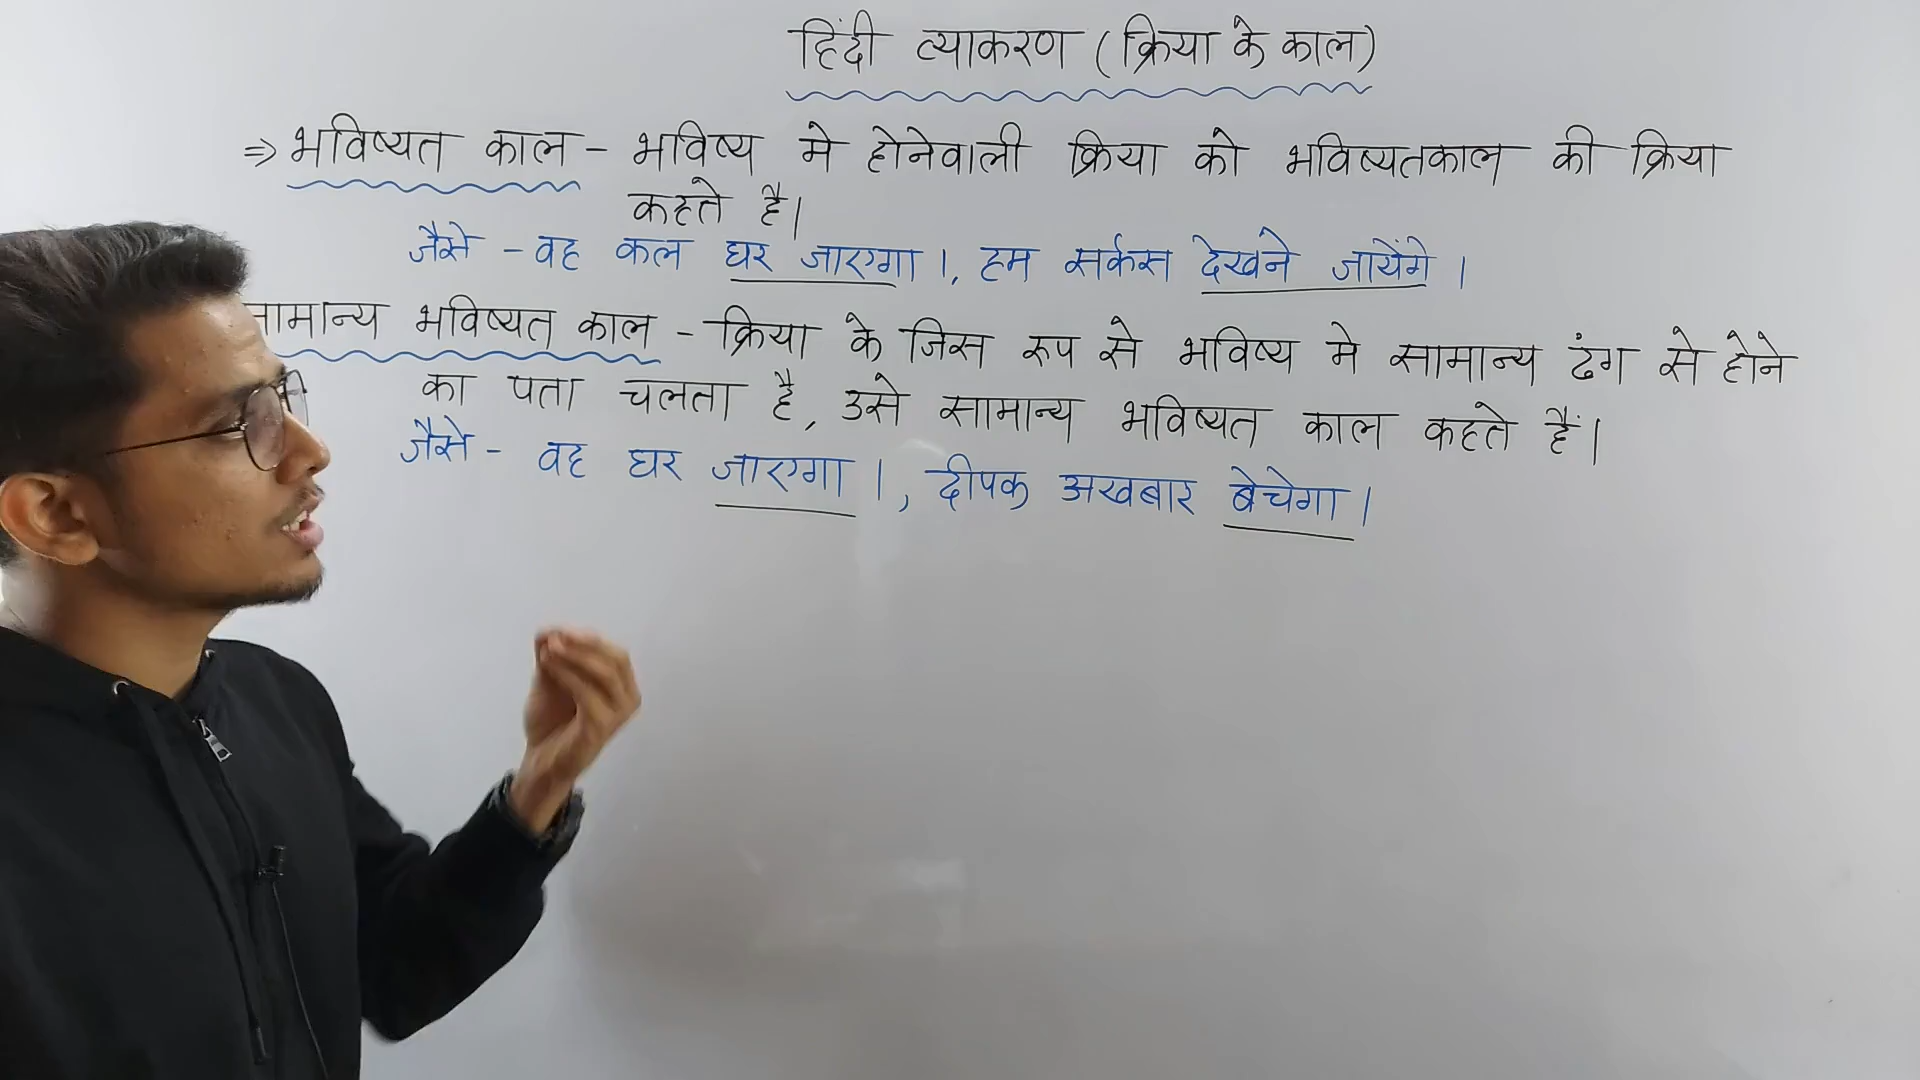 हिंदी व्याकरण (क्रिया के काल)
⇒ भविष्यत काल - भविष्य मे होनेवाली क्रिया को भविष्यतकाल की क्रिया
कहते है।
जैसे - वह कल घर जाएगा।, हम सर्कस देखने जायेंगे।
सामान्य भविष्यत काल - क्रिया के जिस रूप से भविष्य मे सामान्य ढंग से होने
का पता चलता है, उसे सामान्य भविष्यत काल कहते हैं।
जैसे - वह घर जाएगा।, दीपक अखबार बेचेगा।